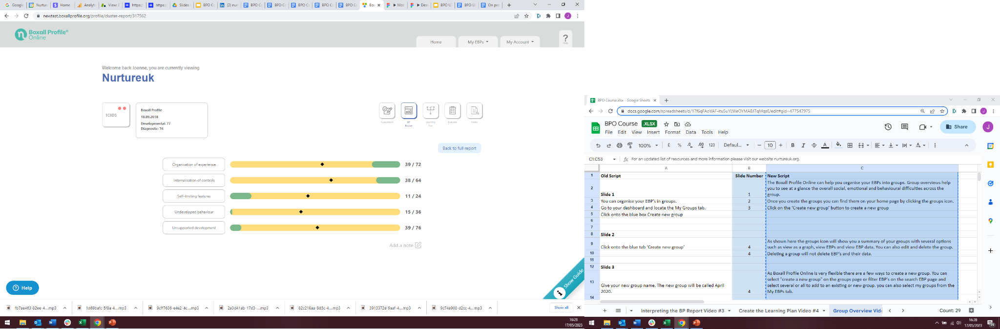 Google
Nurtur
Home
Analyti
View: E
https:/
https:/
Slides
BPO C
(2) nur
BPO C
BPO C
BPO C
BPO C
BPO C
Bo
Mob
Desi
BPO U
BPO U
On pro
newtest.boxallprofile.org/profile/cluster-report/317562
Boxall Profile®
Online
Home
My EBPs
My Account
?
Help
Welcome back Joanne, you are currently viewing
Nurtureuk
1C8D5
Boxall Profile
18.09.2018
Developmental: 77
Diagnostic: 76
Assessment
BP
Report
Learning
Plan
Evaluate
Notes
Back to full report
Organisation of experience
39 / 72
Internalisation of controls
38 / 64
Self-limiting features
11 / 24
Undeveloped behaviour
15 / 36
Unsupported development
39 / 76
Add a note
Show Guide
Help
fb7ae463-82ee-4....mp3
1d69bafc-5f8a-4....mp3
9cff7636-e4e2-4c....mp3
2a3d41ab-17d3-....mp3
82c218aa-8d5c-4....mp3
3913372e-9aaf-4....mp3
9c74a900-d2cc-4....mp3
Show all
16:28
17/05/2023
BPO Course.xlsx - Google Sheets
docs.google.com/spreadsheets/d/17f6qFAoVAF-itu5uYLWeOYMABJ7qMqsE/edit#gid=477547975
BPO Course .XLSX
File Edit View Insert Format Data Tools Help
Share
J
100% £ % .0 .00 123 Defaul... 10 B I A
C1:C53
For an updated list of resources and more information please visit our website nurtureuk.org.
A B C
1 Old Script Slide Number New Script
2 Slide 1 1 The Boxall Profile Online can help you organise your EBPs into groups. Group overviews help
you to see at a glance the overall social, emotional and behavioural difficulties across the
group.
3 You can organise your EBP's in groups. 2 Once you create the groups you can find them on your home page by clicking the groups icon.
4 Go to your dashboard and locate the My Groups tab. 3 Click on the 'Create new group' button to create a new group
5 Click onto the blue box Create new group
6
7
8 Slide 2
9 Click onto the blue tab 'Create new group' 4 As shown here the groups icon will show you a summary of your groups with several options
such as view as a graph, view EBPs and view EBP data. You can also edit and delete the group.
10 4 Deleting a group will not delete EBP's and their data.
11
12 Slide 3
13 Give your new group name. The new group will be called April
2020. 4 As Boxall Profile Online is very flexible there are a few ways to create a new group. You can
select "create a new group" on the groups page or filter EBP's on the search EBP page and
select several or all to add to an existing or new group. you can also select my groups from the
My EBPs tab.
14
Interpreting the BP Report Video #3
Create the Learning Plan Video #4
Group Overview Vide
Count: 29
16:28
17/05/2023
39